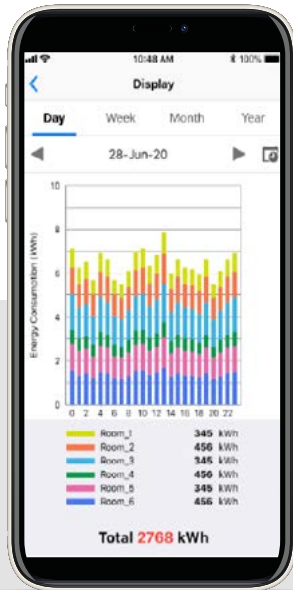 10:48 AM
100%
Display
Day Week Month Year
28-Jun-20
Energy Consumption (kWh)
10
8
6
4
2
0
0 2 4 6 8 10 12 14 16 18 20 22
Room_1 345 kWh
Room_2 456 kWh
Room_3 345 kWh
Room_4 456 kWh
Room_5 345 kWh
Room_6 456 kWh
Total 2768 kWh